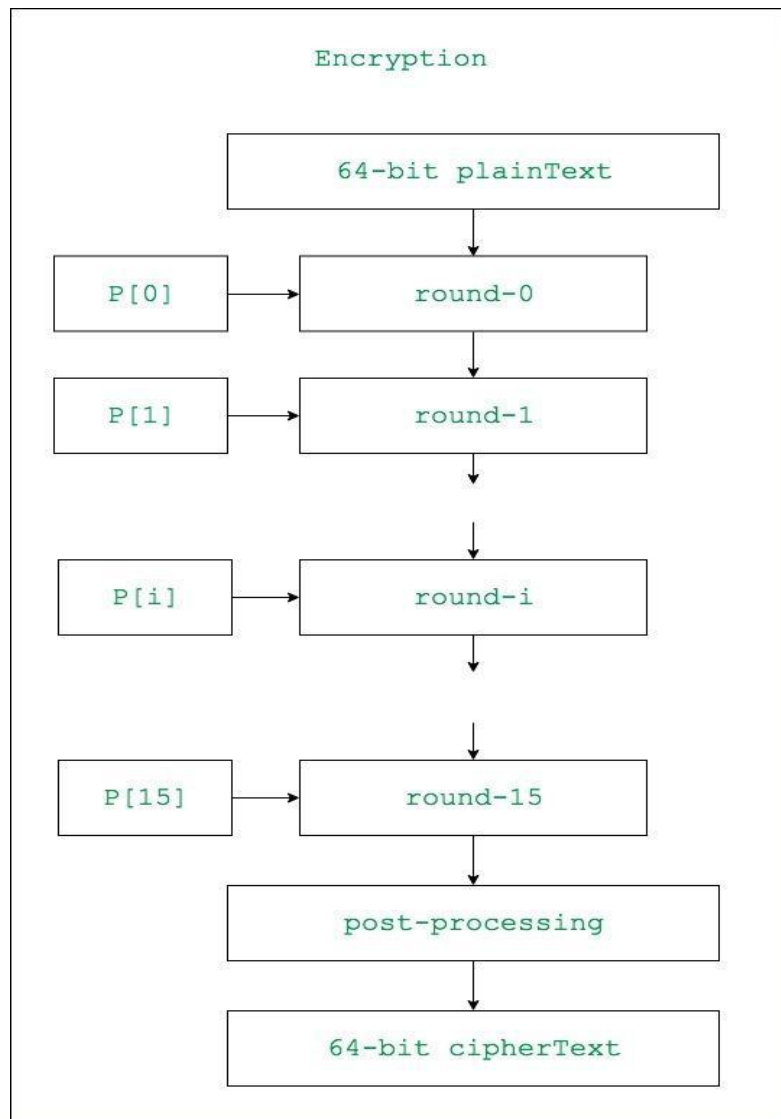 Encryption
64-bit plainText
P[0]
round-0
P[1]
round-1
P[i]
round-i
P[15]
round-15
post-processing
64-bit cipherText